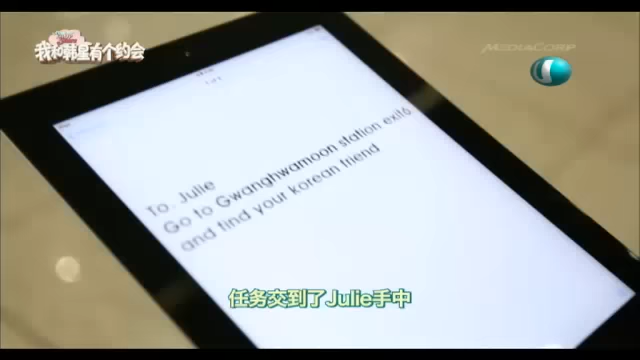 我和韩星有个约会
MEDIACORP
To. Julie
Go to Gwanghwamoon station exit6
and find your korean friend
任务交到了Julie手中